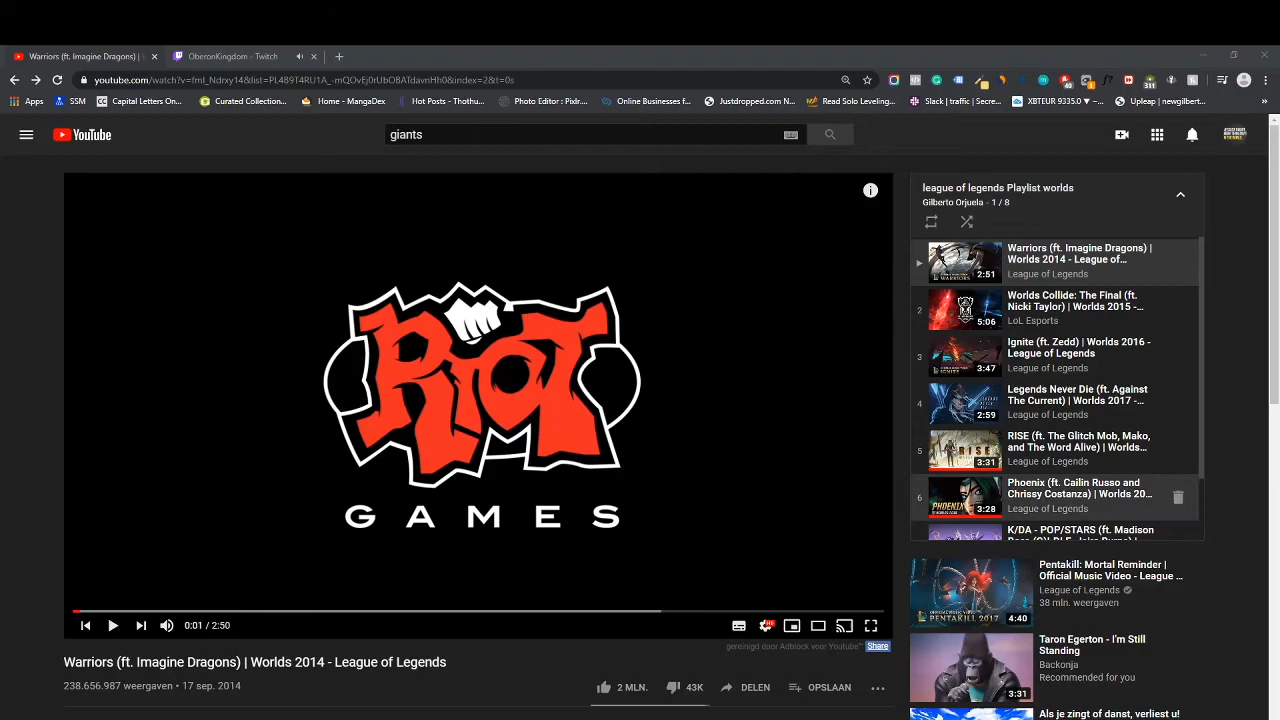 Warriors (ft. Imagine Dragons) |
OberonKingdom - Twitch
youtube.com/watch?v=fmI_Ndrxy14&list=PL4B9T4RU1A_-mQOvEj0rUbO8ATdavnHh0&index=2&t=0s
Apps
SSM
Capital Letters On...
Curated Collection...
Home - MangaDex
Hot Posts - Thothu...
Photo Editor : Pixlr...
Online Businesses f...
Justdropped.com N...
Read Solo Leveling...
Slack | traffic | Secre...
XBTEUR 9335.0 ▼ –...
Upleap | newgilbert...
YouTube
giants
RIOT
GAMES
0:01 / 2:50
HD
gereinigd door Adblock voor Youtube™
Share
Warriors (ft. Imagine Dragons) | Worlds 2014 - League of Legends
238.656.987 weergaven • 17 sep. 2014
2 MLN.
43K
DELEN
OPSLAAN
league of legends Playlist worlds
Gilberto Orjuela - 1 / 8
WARRIORS
2:51
Warriors (ft. Imagine Dragons) |
Worlds 2014 - League of...
League of Legends
2
5:06
Worlds Collide: The Final (ft.
Nicki Taylor) | Worlds 2015 -...
LoL Esports
3
IGNITE
3:47
Ignite (ft. Zedd) | Worlds 2016 -
League of Legends
League of Legends
4
2:59
Legends Never Die (ft. Against
The Current) | Worlds 2017 -...
League of Legends
5
RISE
3:31
RISE (ft. The Glitch Mob, Mako,
and The Word Alive) | Worlds...
League of Legends
6
PHOENIX
3:28
Phoenix (ft. Cailin Russo and
Chrissy Costanza) | Worlds 20...
League of Legends
K/DA - POP/STARS (ft. Madison
PENTAKILL 2017
4:40
Pentakill: Mortal Reminder |
Official Music Video - League ...
League of Legends
38 mln. weergaven
3:31
Taron Egerton - I'm Still
Standing
Backonja
Recommended for you
Als je zingt of danst, verliest u!